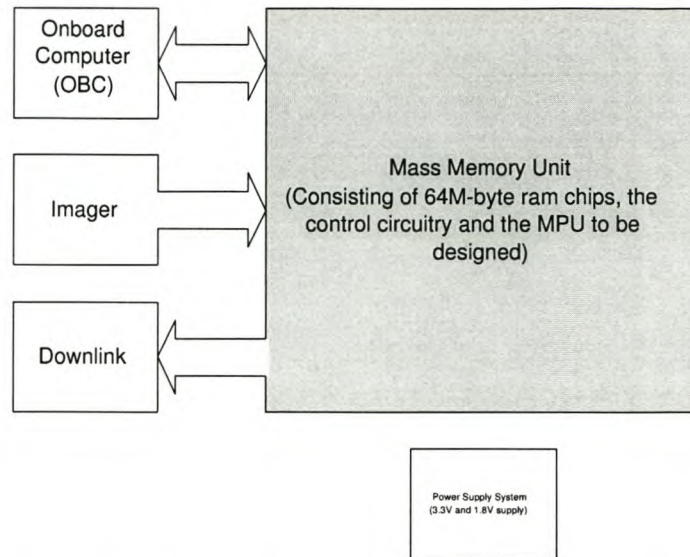 Onboard
Computer
(OBC)
Imager
Downlink
Mass Memory Unit
(Consisting of 64M-byte ram chips, the
control circuitry and the MPU to be
designed)
Power Supply System
(3.3V and 1.8V supply)